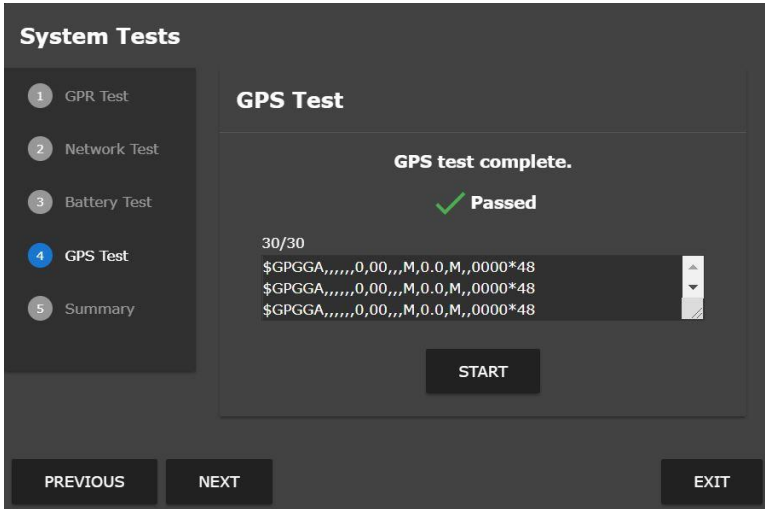 System Tests
1 GPR Test
2 Network Test
3 Battery Test
4 GPS Test
5 Summary
GPS Test
GPS test complete.
Passed
30/30
$GPGGA,,,,,,0,00,,,M,0.0,M,,0000*48
$GPGGA,,,,,,0,00,,,M,0.0,M,,0000*48
$GPGGA,,,,,,0,00,,,M,0.0,M,,0000*48
START
PREVIOUS
NEXT
EXIT